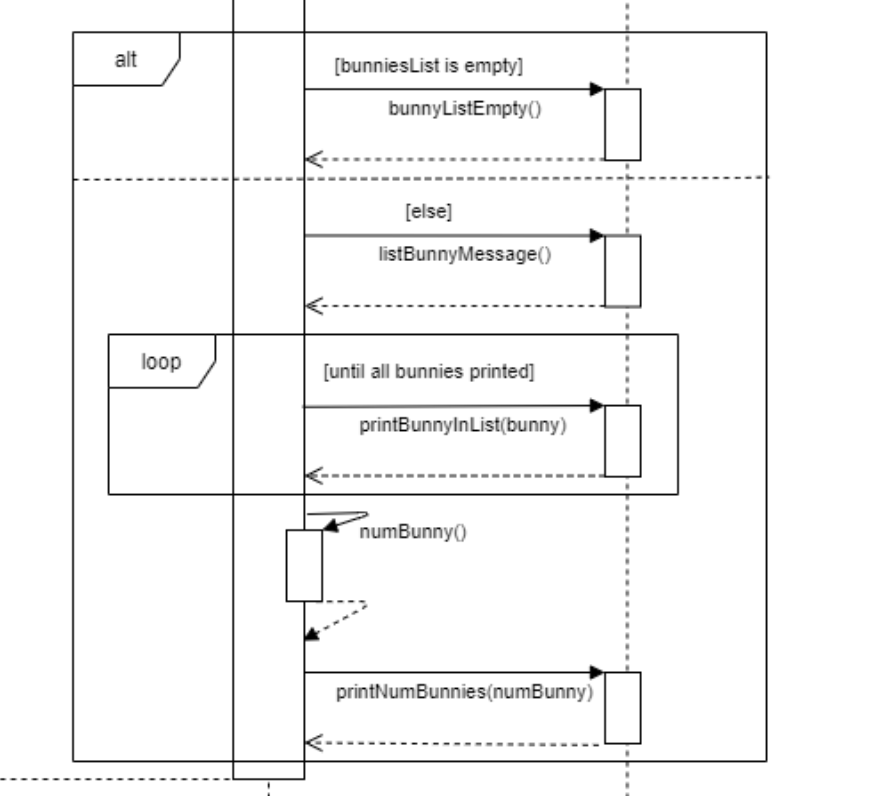 alt
[bunniesList is empty]
bunnyListEmpty()
[else]
listBunnyMessage()
loop
[until all bunnies printed]
printBunnyInList(bunny)
numBunny()
printNumBunnies(numBunny)